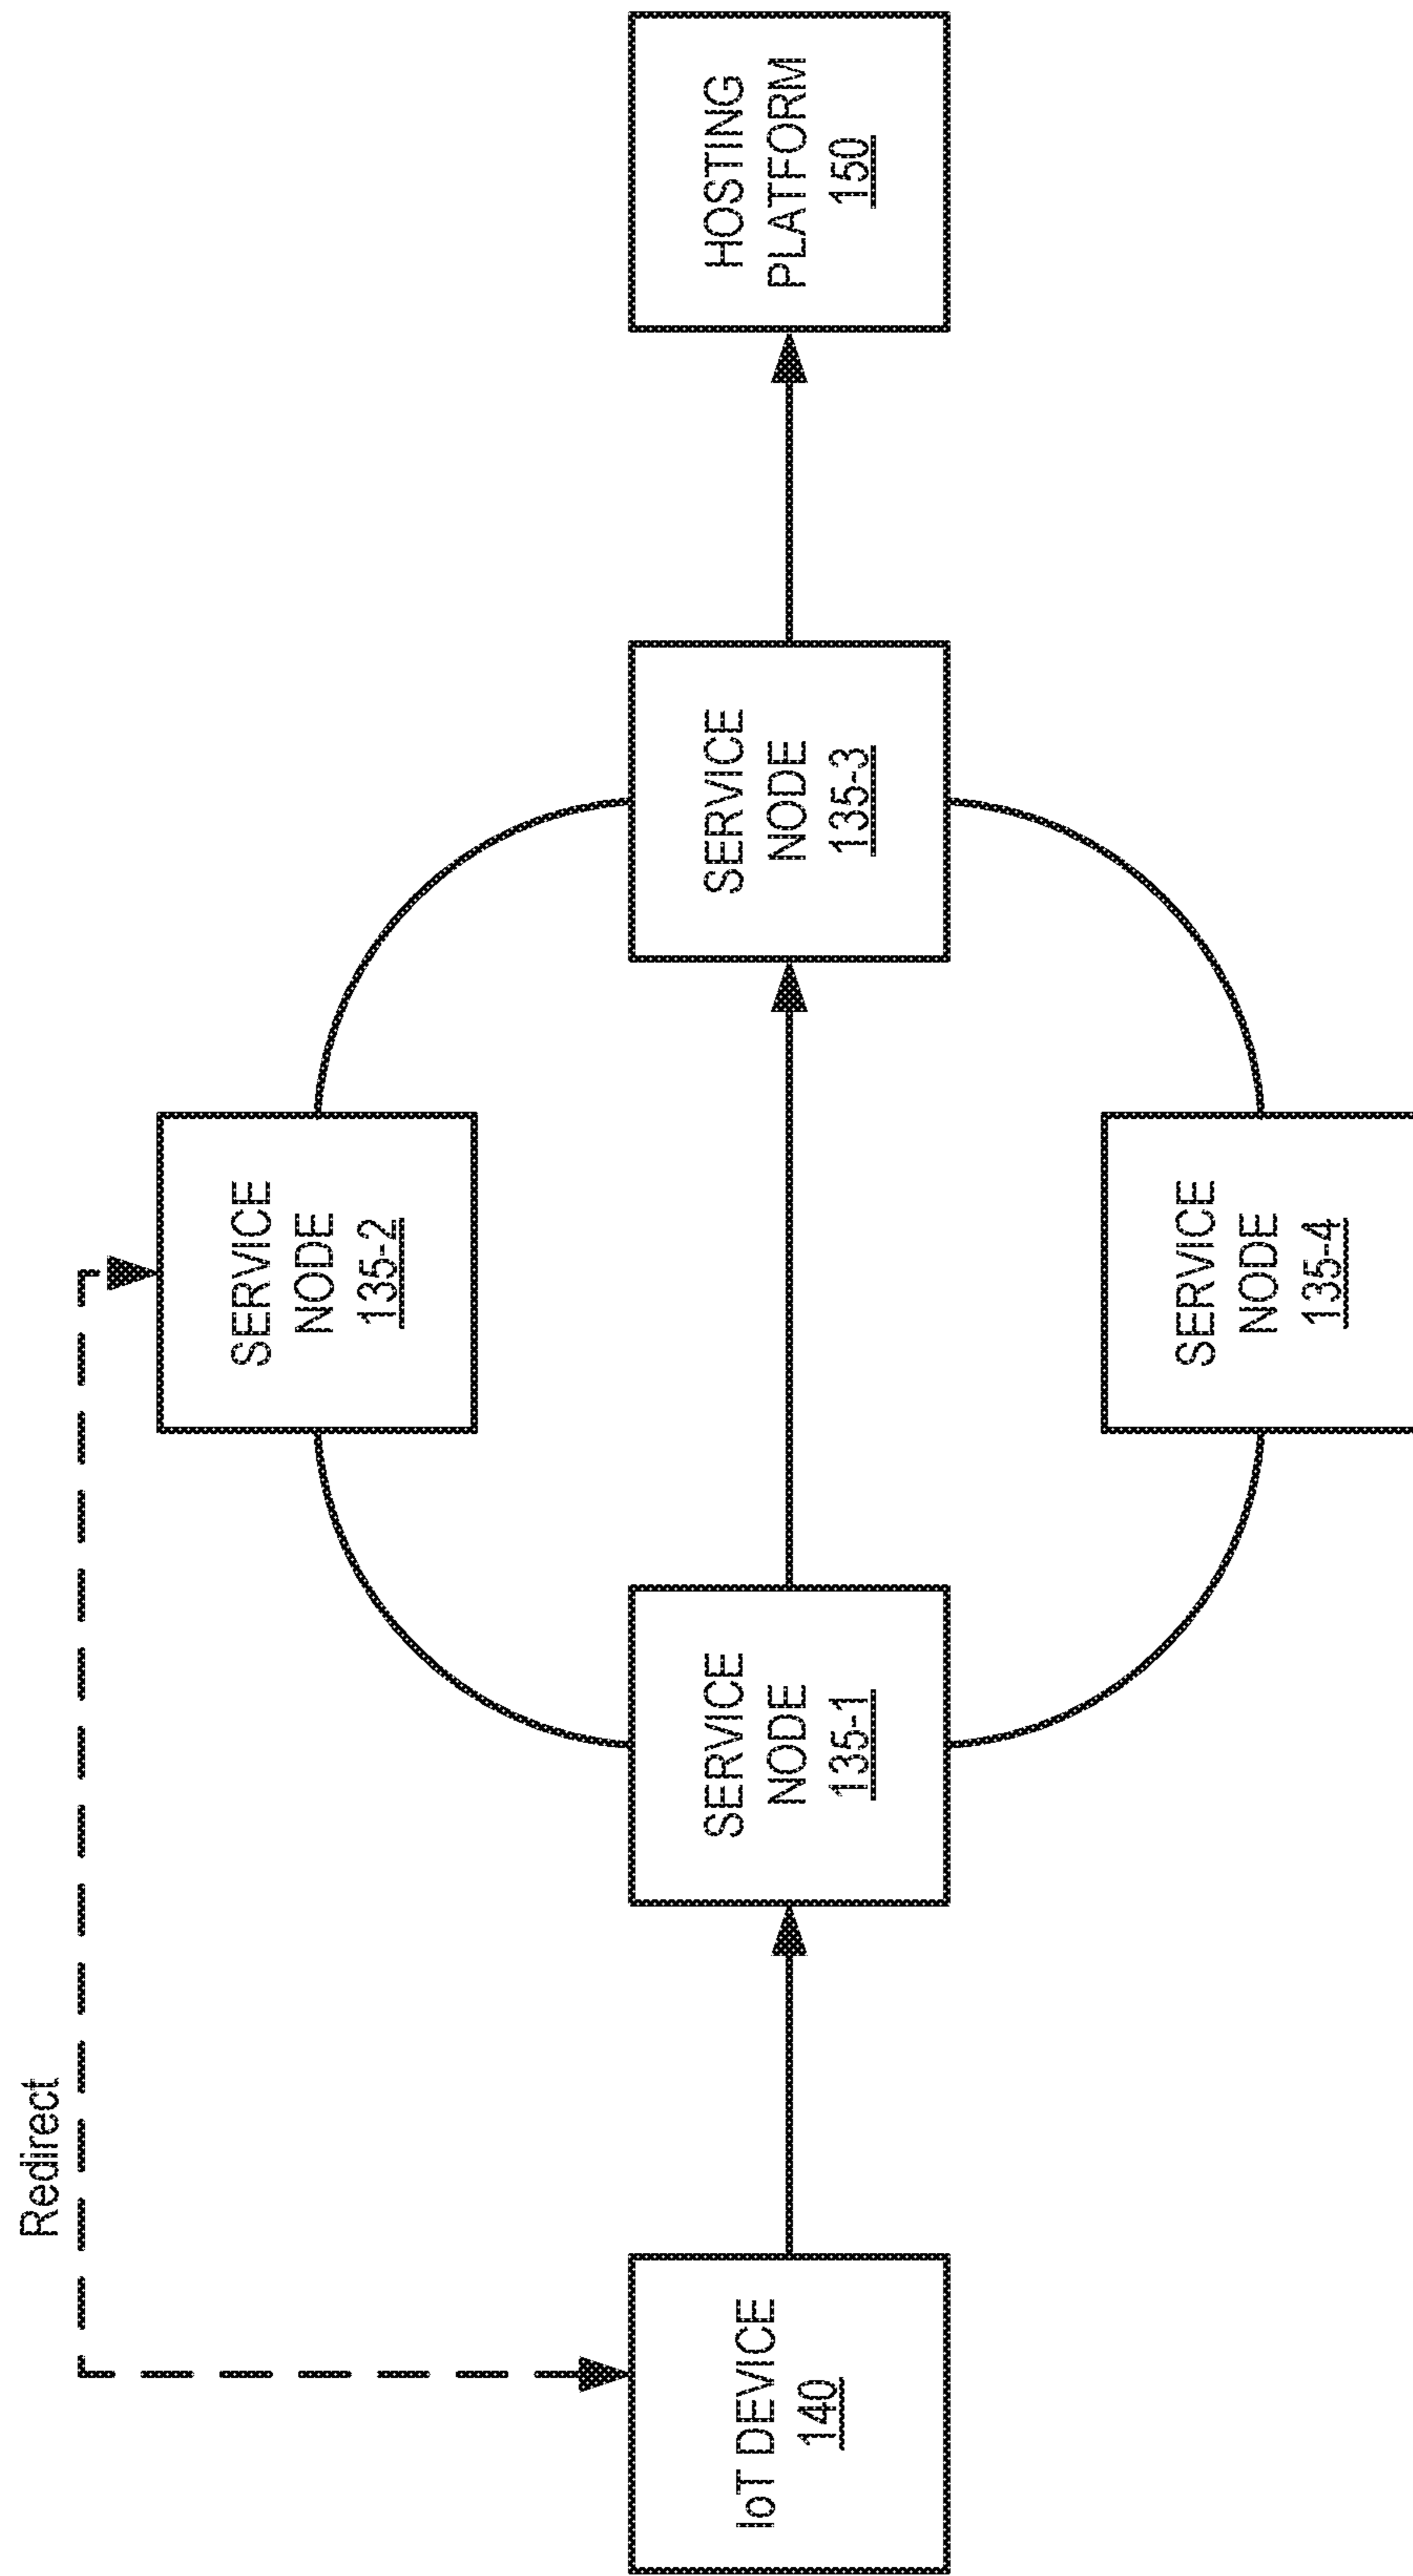 Redirect
SERVICE
NODE
135-2
IoT DEVICE
140
SERVICE
NODE
135-1
SERVICE
NODE
135-3
HOSTING
PLATFORM
150
SERVICE
NODE
135-4